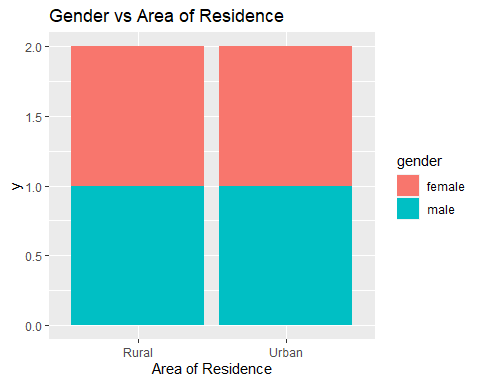 Gender vs Area of Residence
2.0
1.5
1.0
0.5
0.0
y
Rural
Urban
Area of Residence
gender
female
male